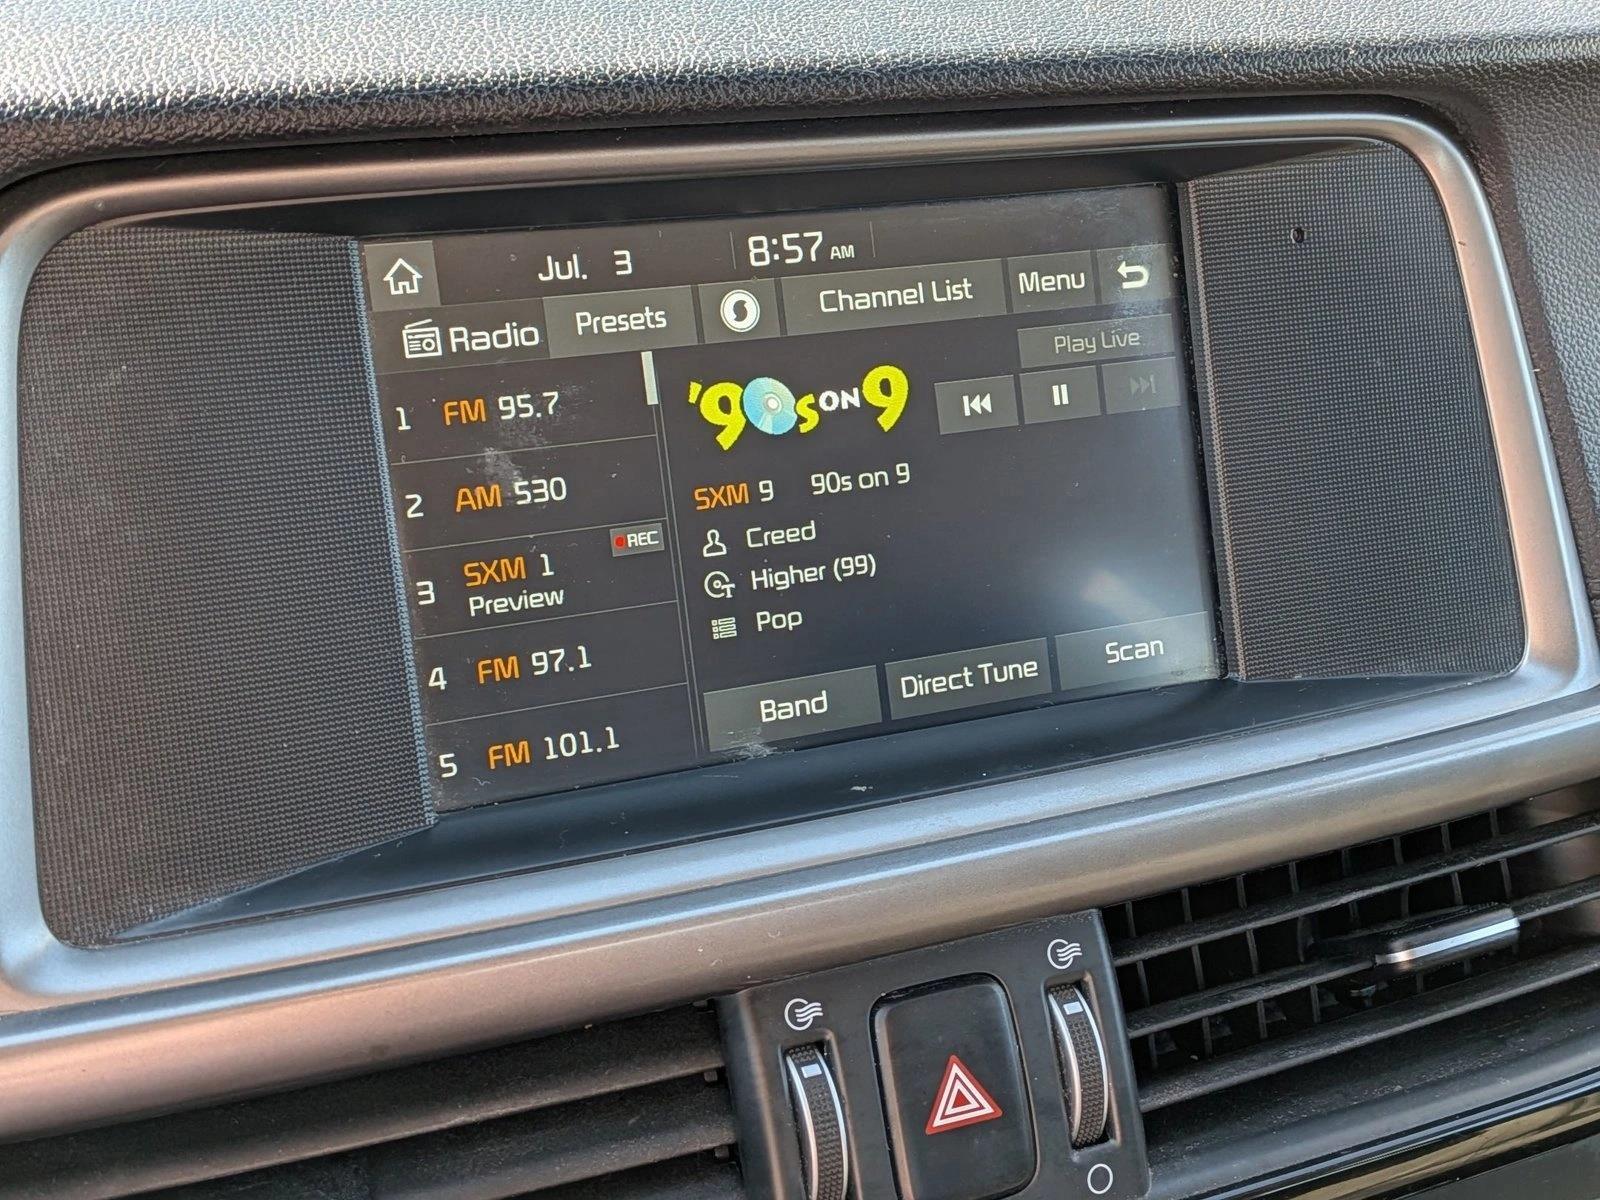 Jul. 3 8:57 AM
Radio Presets Channel List Menu
Play Live
1 FM 95.7
2 AM 530
3 SXM 1 REC
Preview
4 FM 97.1
5 FM 101.1
'90s ON 9
SXM 9 90s on 9
Creed
Higher (99)
Pop
Band Direct Tune Scan